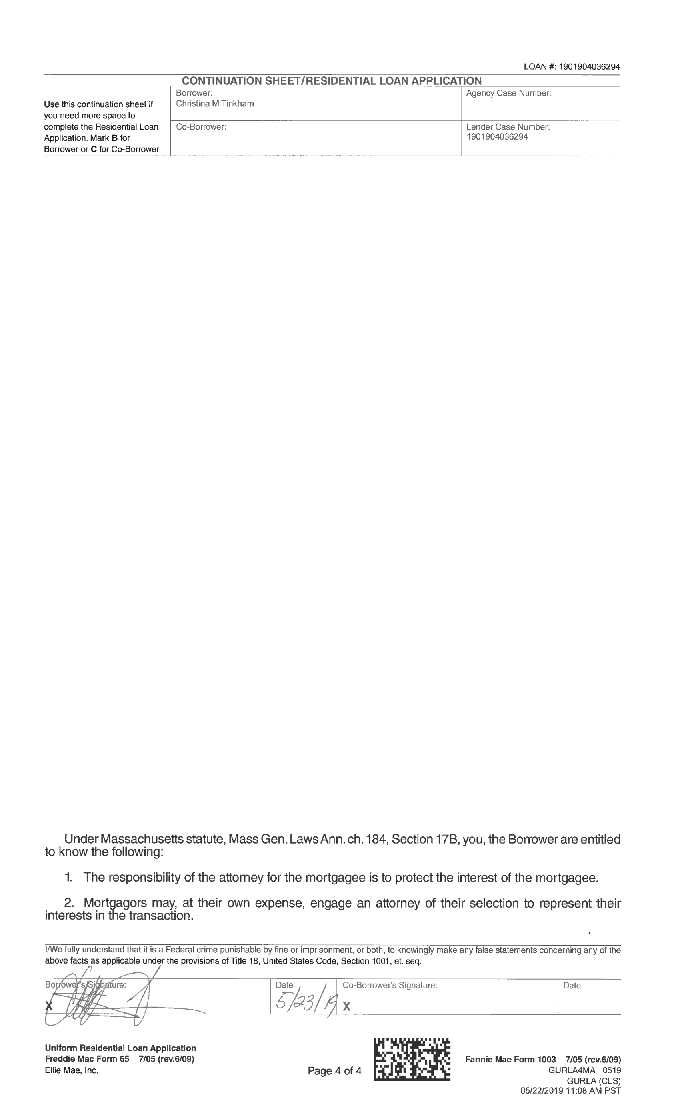 LOAN #: 1901904036294
CONTINUATION SHEET/RESIDENTIAL LOAN APPLICATION
Use this continuation sheet if
you need more space to
complete the Residential Loan
Application. Mark B for
Borrower or C for Co-Borrower
Borrower:
Christina M Tinkham
Agency Case Number:
Co-Borrower:
Lender Case Number:
1901904036294
Under Massachusetts statute, Mass Gen. Laws Ann. ch. 184, Section 17B, you, the Borrower are entitled
to know the following:
1. The responsibility of the attorney for the mortgagee is to protect the interest of the mortgagee.
2. Mortgagors may, at their own expense, engage an attorney of their selection to represent their
interests in the transaction.
I/We fully understand that it is a Federal crime punishable by fine or imprisonment, or both, to knowingly make any false statements concerning any of the
above facts as applicable under the provisions of Title 18, United States Code, Section 1001, et. seq.
Borrower's Signature:
X
Date
5/23/19
Co-Borrower's Signature:
X
Date
Uniform Residential Loan Application
Freddie Mac Form 65 7/05 (rev.6/09)
Ellie Mae, Inc.
Page 4 of 4
Fannie Mae Form 1003 7/05 (rev.6/09)
GURLA4MA 0519
GURLA (CLS)
05/22/2019 11:08 AM PST